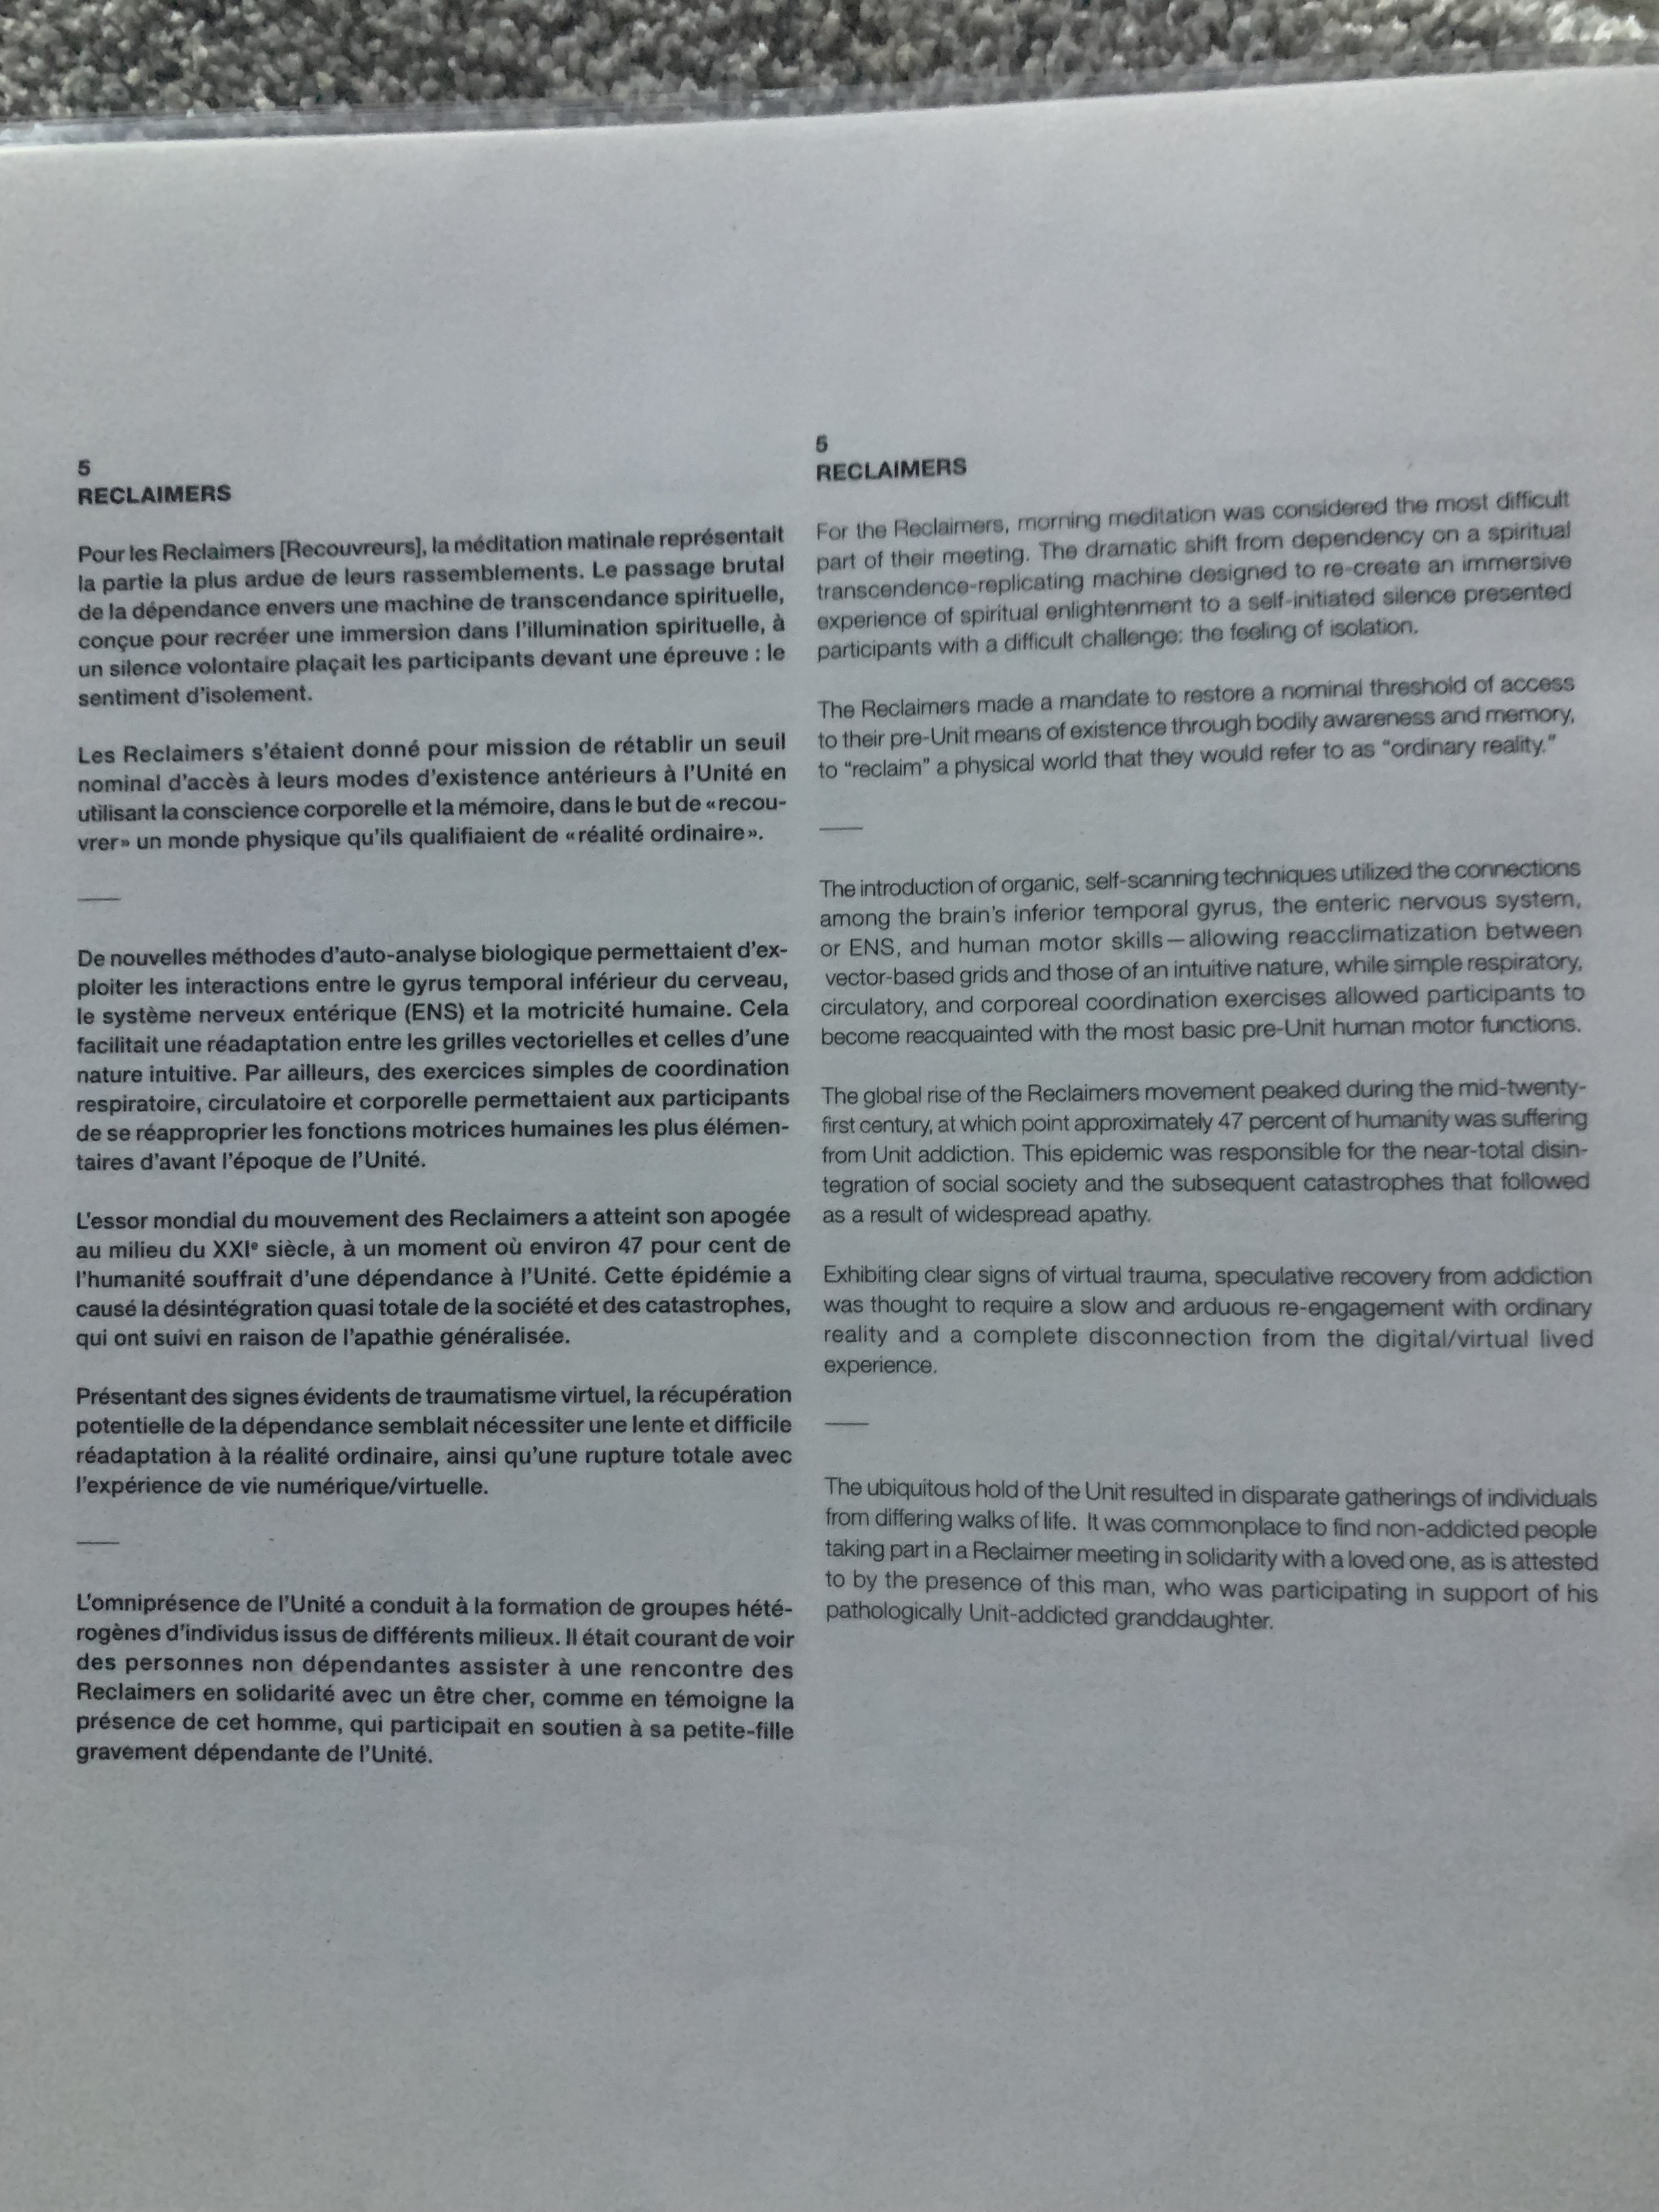 5
RECLAIMERS
Pour les Reclaimers [Recouvreurs], la méditation matinale représentait
la partie la plus ardue de leurs rassemblements. Le passage brutal
de la dépendance envers une machine de transcendance spirituelle,
conçue pour recréer une immersion dans l'illumination spirituelle, à
un silence volontaire plaçait les participants devant une épreuve : le
sentiment d'isolement.
Les Reclaimers s'étaient donné pour mission de rétablir un seuil
nominal d'accès à leurs modes d'existence antérieurs à l'Unité en
utilisant la conscience corporelle et la mémoire, dans le but de «recou-
vrer» un monde physique qu'ils qualifiaient de «réalité ordinaire».
De nouvelles méthodes d'auto-analyse biologique permettaient d'ex-
ploiter les interactions entre le gyrus temporal inférieur du cerveau,
le système nerveux entérique (ENS) et la motricité humaine. Cela
facilitait une réadaptation entre les grilles vectorielles et celles d'une
nature intuitive. Par ailleurs, des exercices simples de coordination
respiratoire, circulatoire et corporelle permettaient aux participants
de se réapproprier les fonctions motrices humaines les plus élémen-
taires d'avant l'époque de l'Unité.
L'essor mondial du mouvement des Reclaimers a atteint son apogée
au milieu du XXIe siècle, à un moment où environ 47 pour cent de
l'humanité souffrait d'une dépendance à l'Unité. Cette épidémie a
causé la désintégration quasi totale de la société et des catastrophes,
qui ont suivi en raison de l'apathie généralisée.
Présentant des signes évidents de traumatisme virtuel, la récupération
potentielle de la dépendance semblait nécessiter une lente et difficile
réadaptation à la réalité ordinaire, ainsi qu'une rupture totale avec
l'expérience de vie numérique/virtuelle.
L'omniprésence de l'Unité a conduit à la formation de groupes hété-
rogènes d'individus issus de différents milieux. Il était courant de voir
des personnes non dépendantes assister à une rencontre des
Reclaimers en solidarité avec un être cher, comme en témoigne la
présence de cet homme, qui participait en soutien à sa petite-fille
gravement dépendante de l'Unité.
5
RECLAIMERS
For the Reclaimers, morning meditation was considered the most difficult
part of their meeting. The dramatic shift from dependency on a spiritual
transcendence-replicating machine designed to re-create an immersive
experience of spiritual enlightenment to a self-initiated silence presented
participants with a difficult challenge: the feeling of isolation.
The Reclaimers made a mandate to restore a nominal threshold of access
to their pre-Unit means of existence through bodily awareness and memory,
to “reclaim” a physical world that they would refer to as “ordinary reality.”
The introduction of organic, self-scanning techniques utilized the connections
among the brain's inferior temporal gyrus, the enteric nervous system,
or ENS, and human motor skills—allowing reacclimatization between
vector-based grids and those of an intuitive nature, while simple respiratory,
circulatory, and corporeal coordination exercises allowed participants to
become reacquainted with the most basic pre-Unit human motor functions.
The global rise of the Reclaimers movement peaked during the mid-twenty-
first century, at which point approximately 47 percent of humanity was suffering
from Unit addiction. This epidemic was responsible for the near-total disin-
tegration of social society and the subsequent catastrophes that followed
as a result of widespread apathy.
Exhibiting clear signs of virtual trauma, speculative recovery from addiction
was thought to require a slow and arduous re-engagement with ordinary
reality and a complete disconnection from the digital/virtual lived
experience.
The ubiquitous hold of the Unit resulted in disparate gatherings of individuals
from differing walks of life. It was commonplace to find non-addicted people
taking part in a Reclaimer meeting in solidarity with a loved one, as is attested
to by the presence of this man, who was participating in support of his
pathologically Unit-addicted granddaughter.